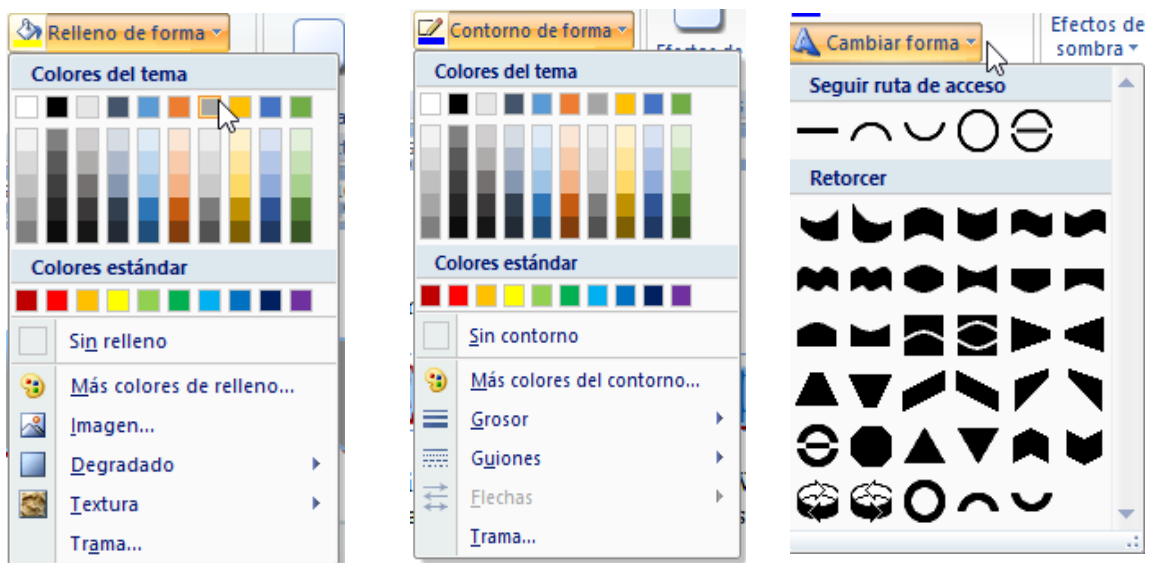 Relleno de forma
Colores del tema
Colores estándar
Sin relleno
Más colores de relleno...
Imagen...
Degradado
Textura
Trama...
Contorno de forma
Colores del tema
Colores estándar
Sin contorno
Más colores del contorno...
Grosor
Guiones
Flechas
Trama...
Cambiar forma
Efectos de
sombra
Seguir ruta de acceso
Retorcer